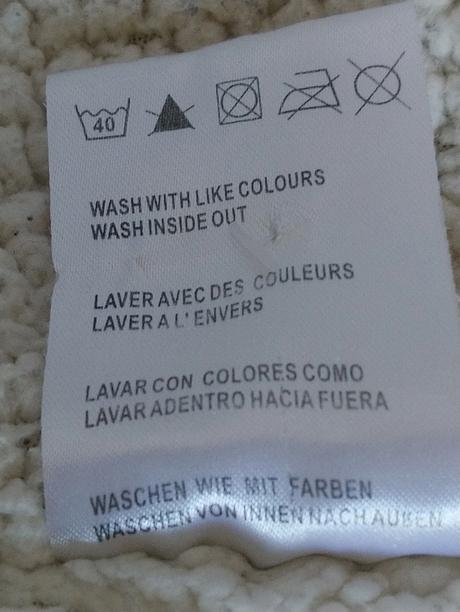 40
WASH WITH LIKE COLOURS
WASH INSIDE OUT
LAVER AVEC DES COULEURS
LAVER A L' ENVERS
LAVAR CON COLORES COMO
LAVAR ADENTRO HACIA FUERA
WASCHEN WIE MIT FARBEN
WASCHEN VON INNEN NACH AUßEN